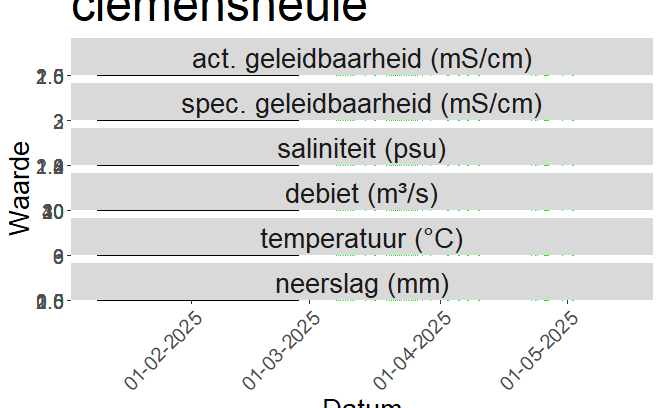 clemensheule
act. geleidbaarheid (mS/cm)
spec. geleidbaarheid (mS/cm)
saliniteit (psu)
debiet (m³/s)
temperatuur (°C)
neerslag (mm)
Waarde
01-02-2025
01-03-2025
01-04-2025
01-05-2025
Datum